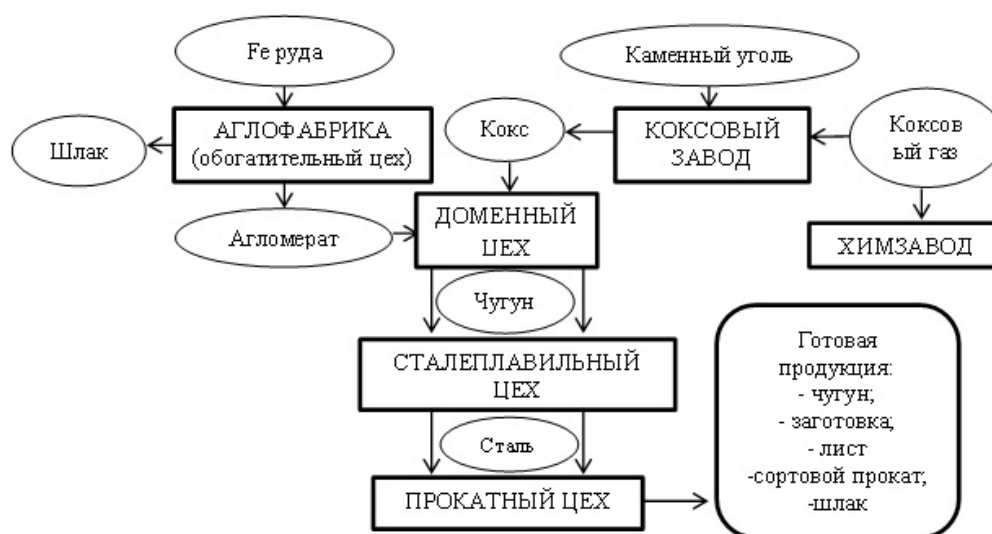 Fe руда
Каменный уголь
Шлак
АГЛОФАБРИКА
(обогатительный цех)
Кокс
КОКСОВЫЙ
ЗАВОД
Коксов
ый газ
Агломерат
ДОМЕННЫЙ
ЦЕХ
ХИМЗАВОД
Чугун
СТАЛЕПЛАВИЛЬНЫЙ
ЦЕХ
Сталь
ПРОКАТНЫЙ ЦЕХ
Готовая
продукция:
- чугун;
- заготовка;
- лист
-сортовой прокат;
-шлак